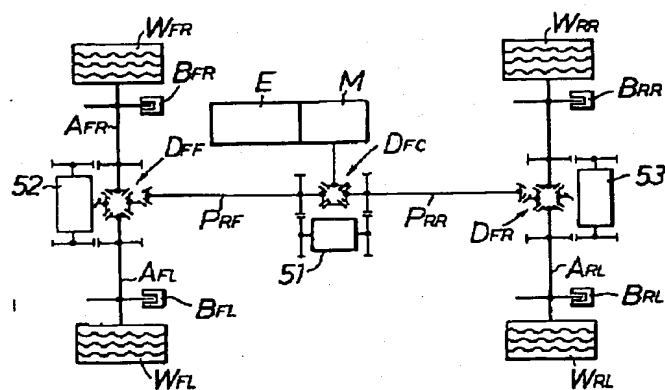 WFR
WRR
BFR
E
M
BRR
AFR
DFF
DFC
52
53
PRF
PRR
DFR
51
AFL
ARL
BFL
BRL
WFL
WRL